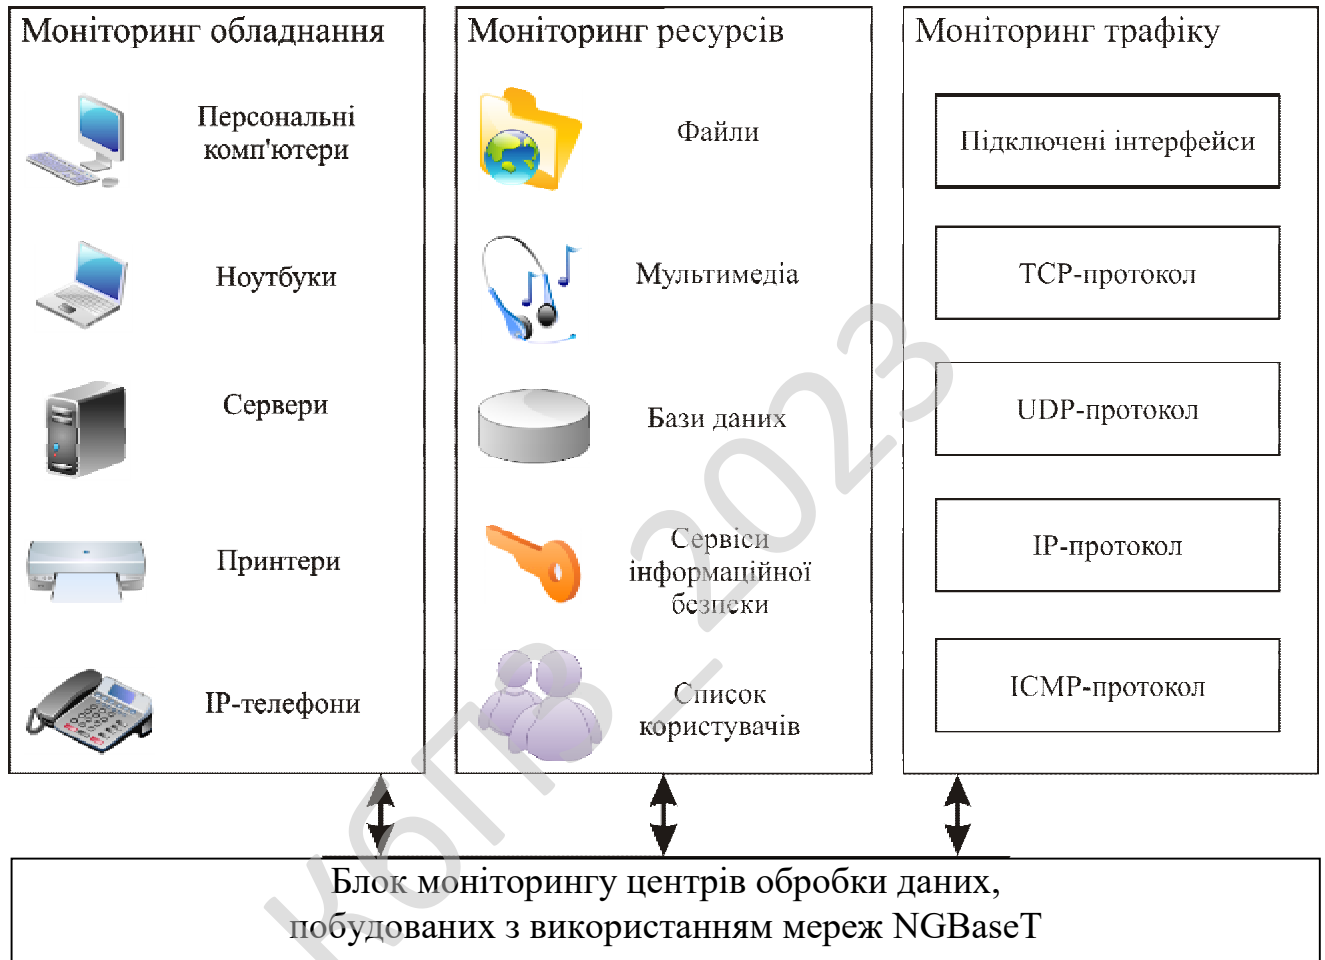 Моніторинг обладнання
Персональні
комп'ютери
Ноутбуки
Сервери
Принтери
IP-телефони
Моніторинг ресурсів
Файли
Мультимедіа
Бази даних
Сервіси
інформаційної
безпеки
Список
користувачів
Моніторинг трафіку
Підключені інтерфейси
TCP-протокол
UDP-протокол
IP-протокол
ICMP-протокол
Блок моніторингу центрів обробки даних,
побудованих з використанням мереж NGBaseT